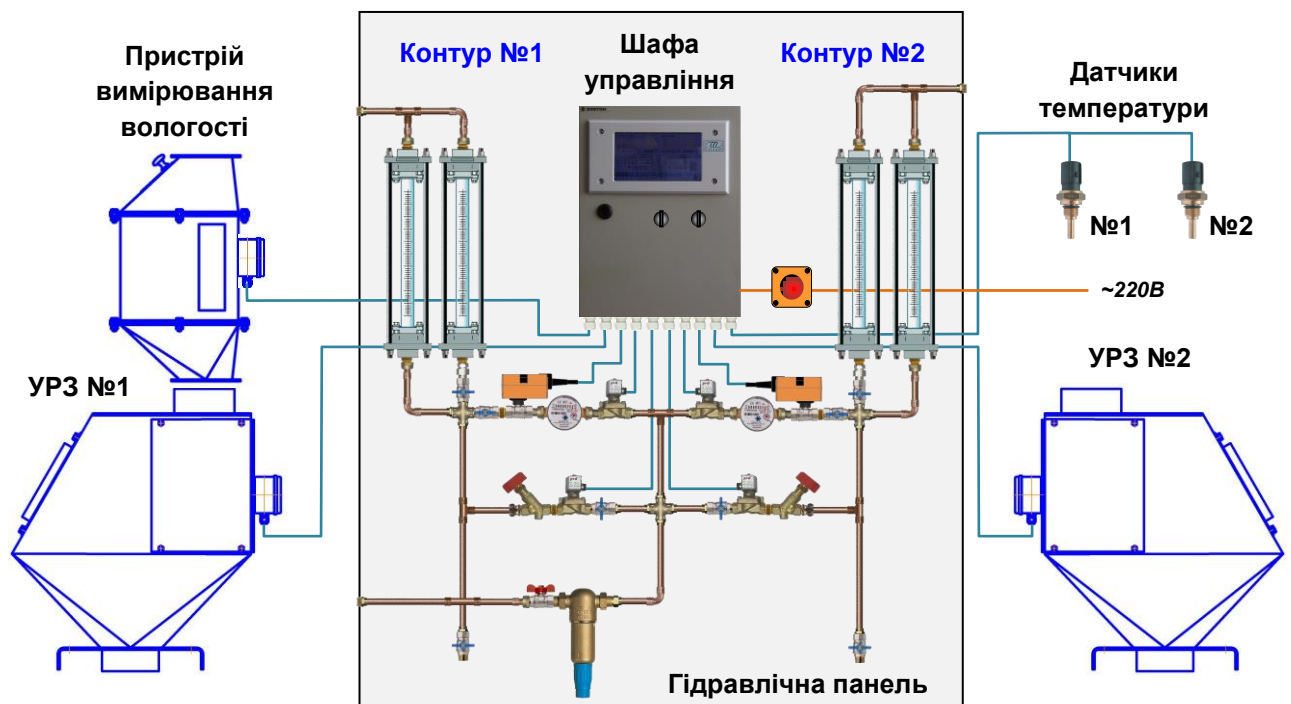 Пристрій
вимірювання
вологості
Контур №1
Шафа
управління
Контур №2
Датчики
температури
№1
№2
~220В
УРЗ №1
УРЗ №2
Гідравлічна панель